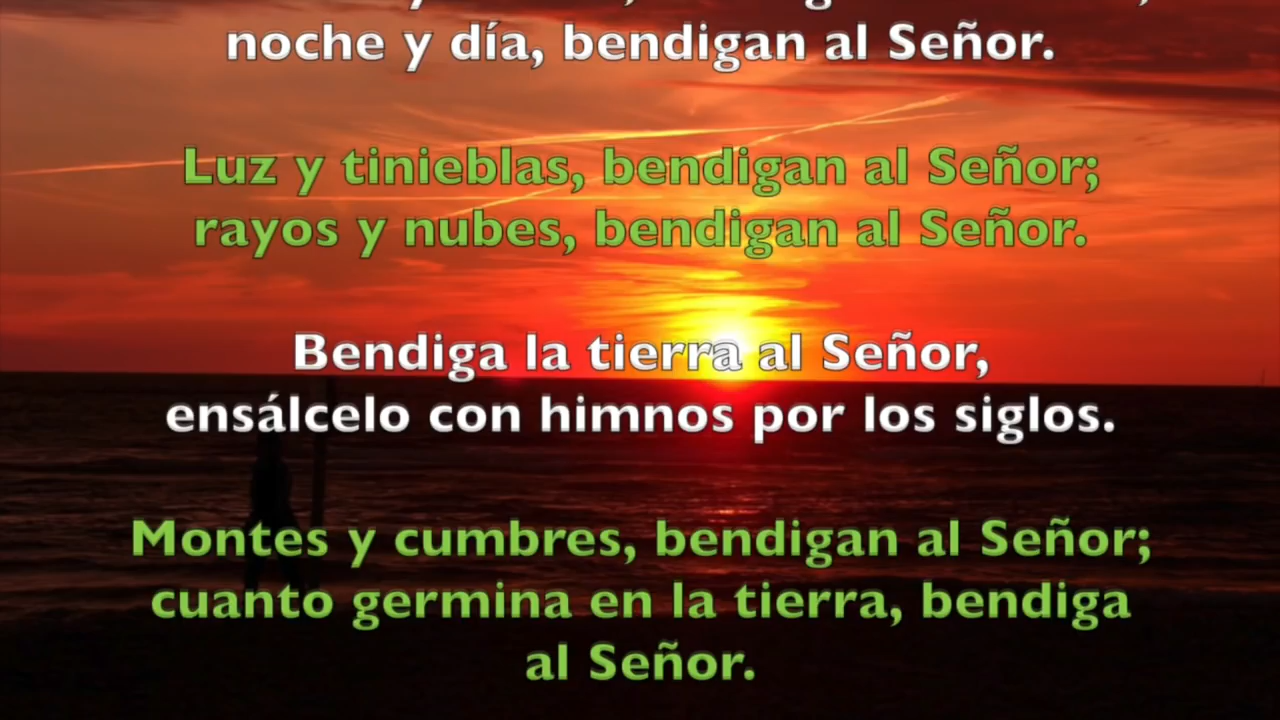 noche y día, bendigan al Señor.
Luz y tinieblas, bendigan al Señor;
rayos y nubes, bendigan al Señor.
Bendiga la tierra al Señor,
ensálcelo con himnos por los siglos.
Montes y cumbres, bendigan al Señor;
cuanto germina en la tierra, bendiga
al Señor.